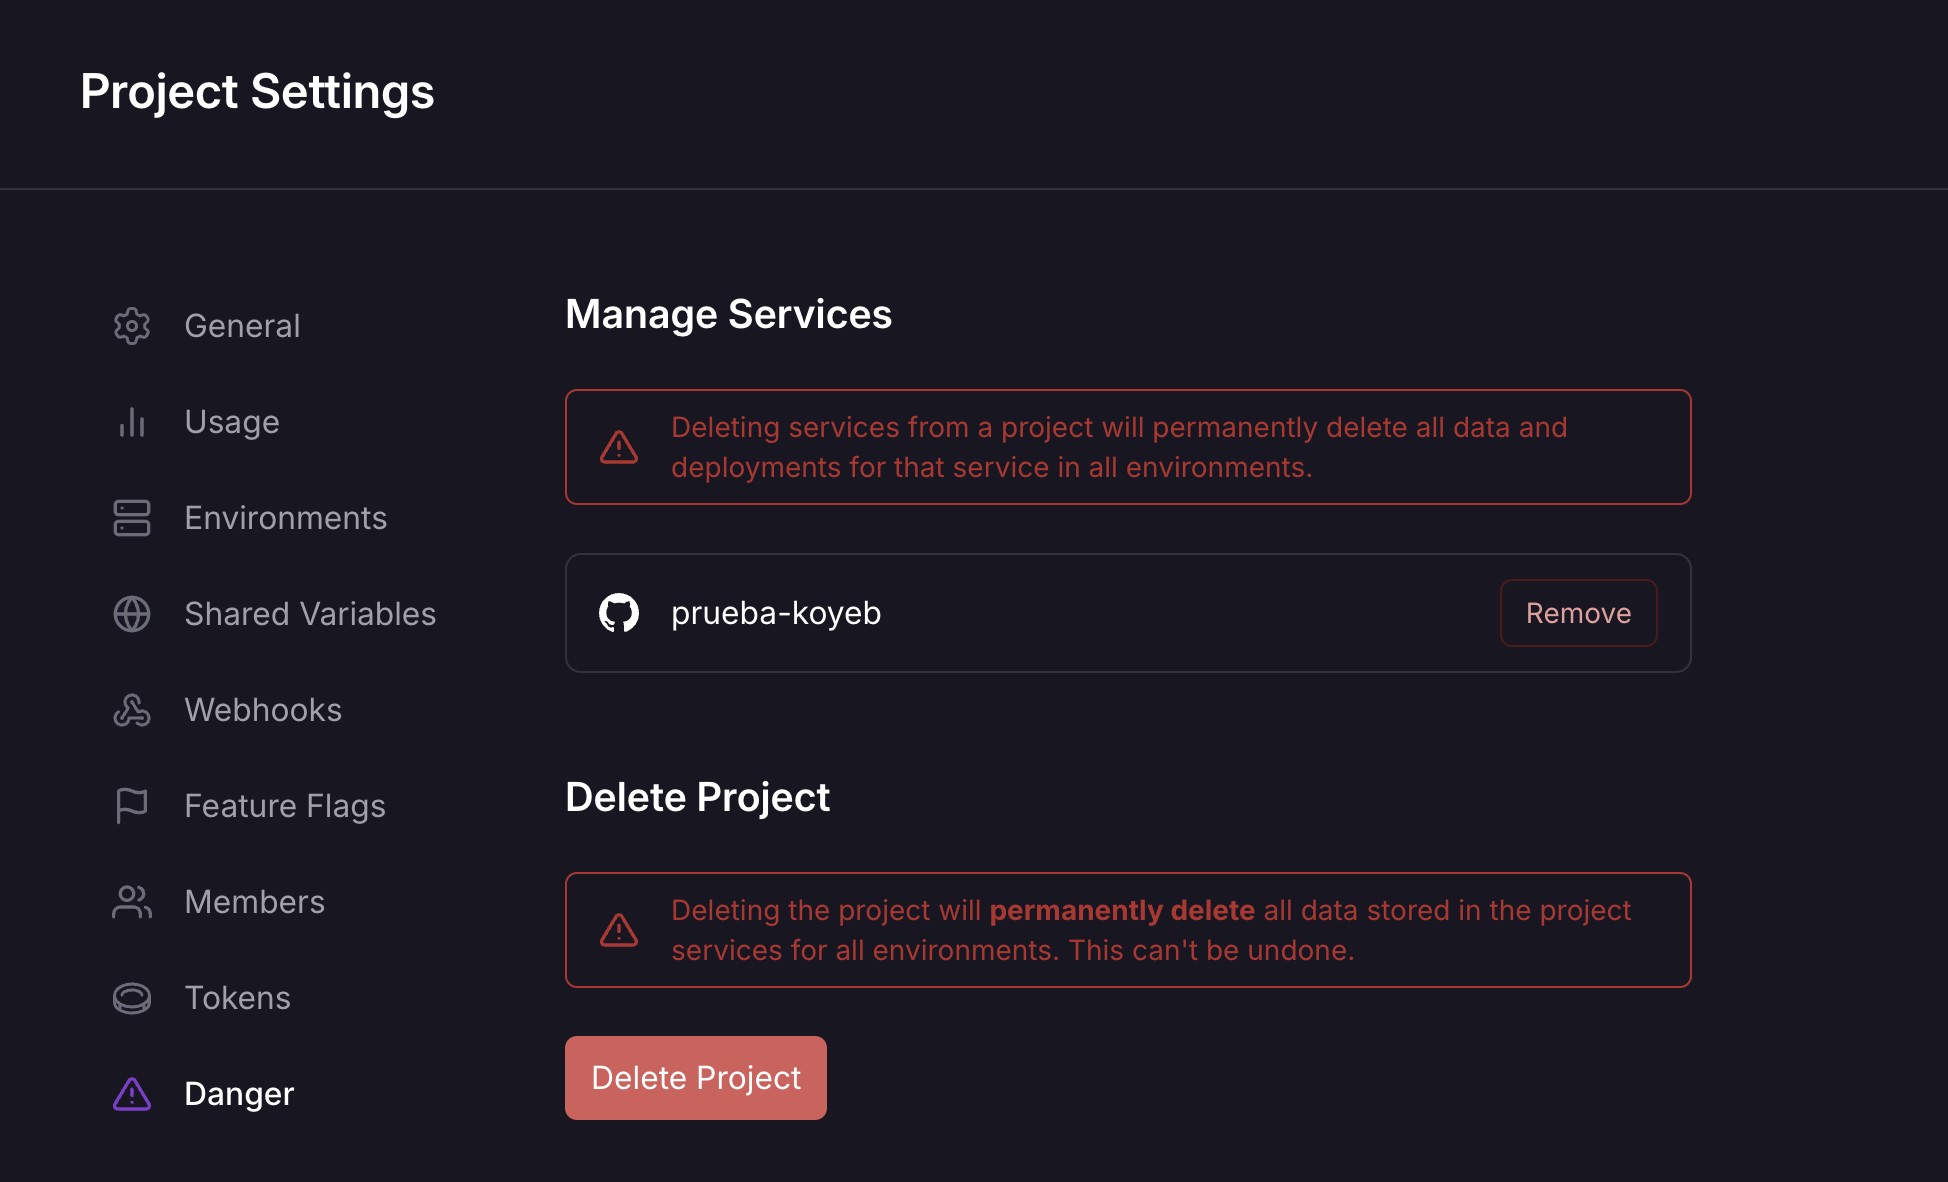 Project Settings
General
Usage
Environments
Shared Variables
Webhooks
Feature Flags
Members
Tokens
Danger
Manage Services
Deleting services from a project will permanently delete all data and
deployments for that service in all environments.
prueba-koyeb
Remove
Delete Project
Deleting the project will permanently delete all data stored in the project
services for all environments. This can't be undone.
Delete Project